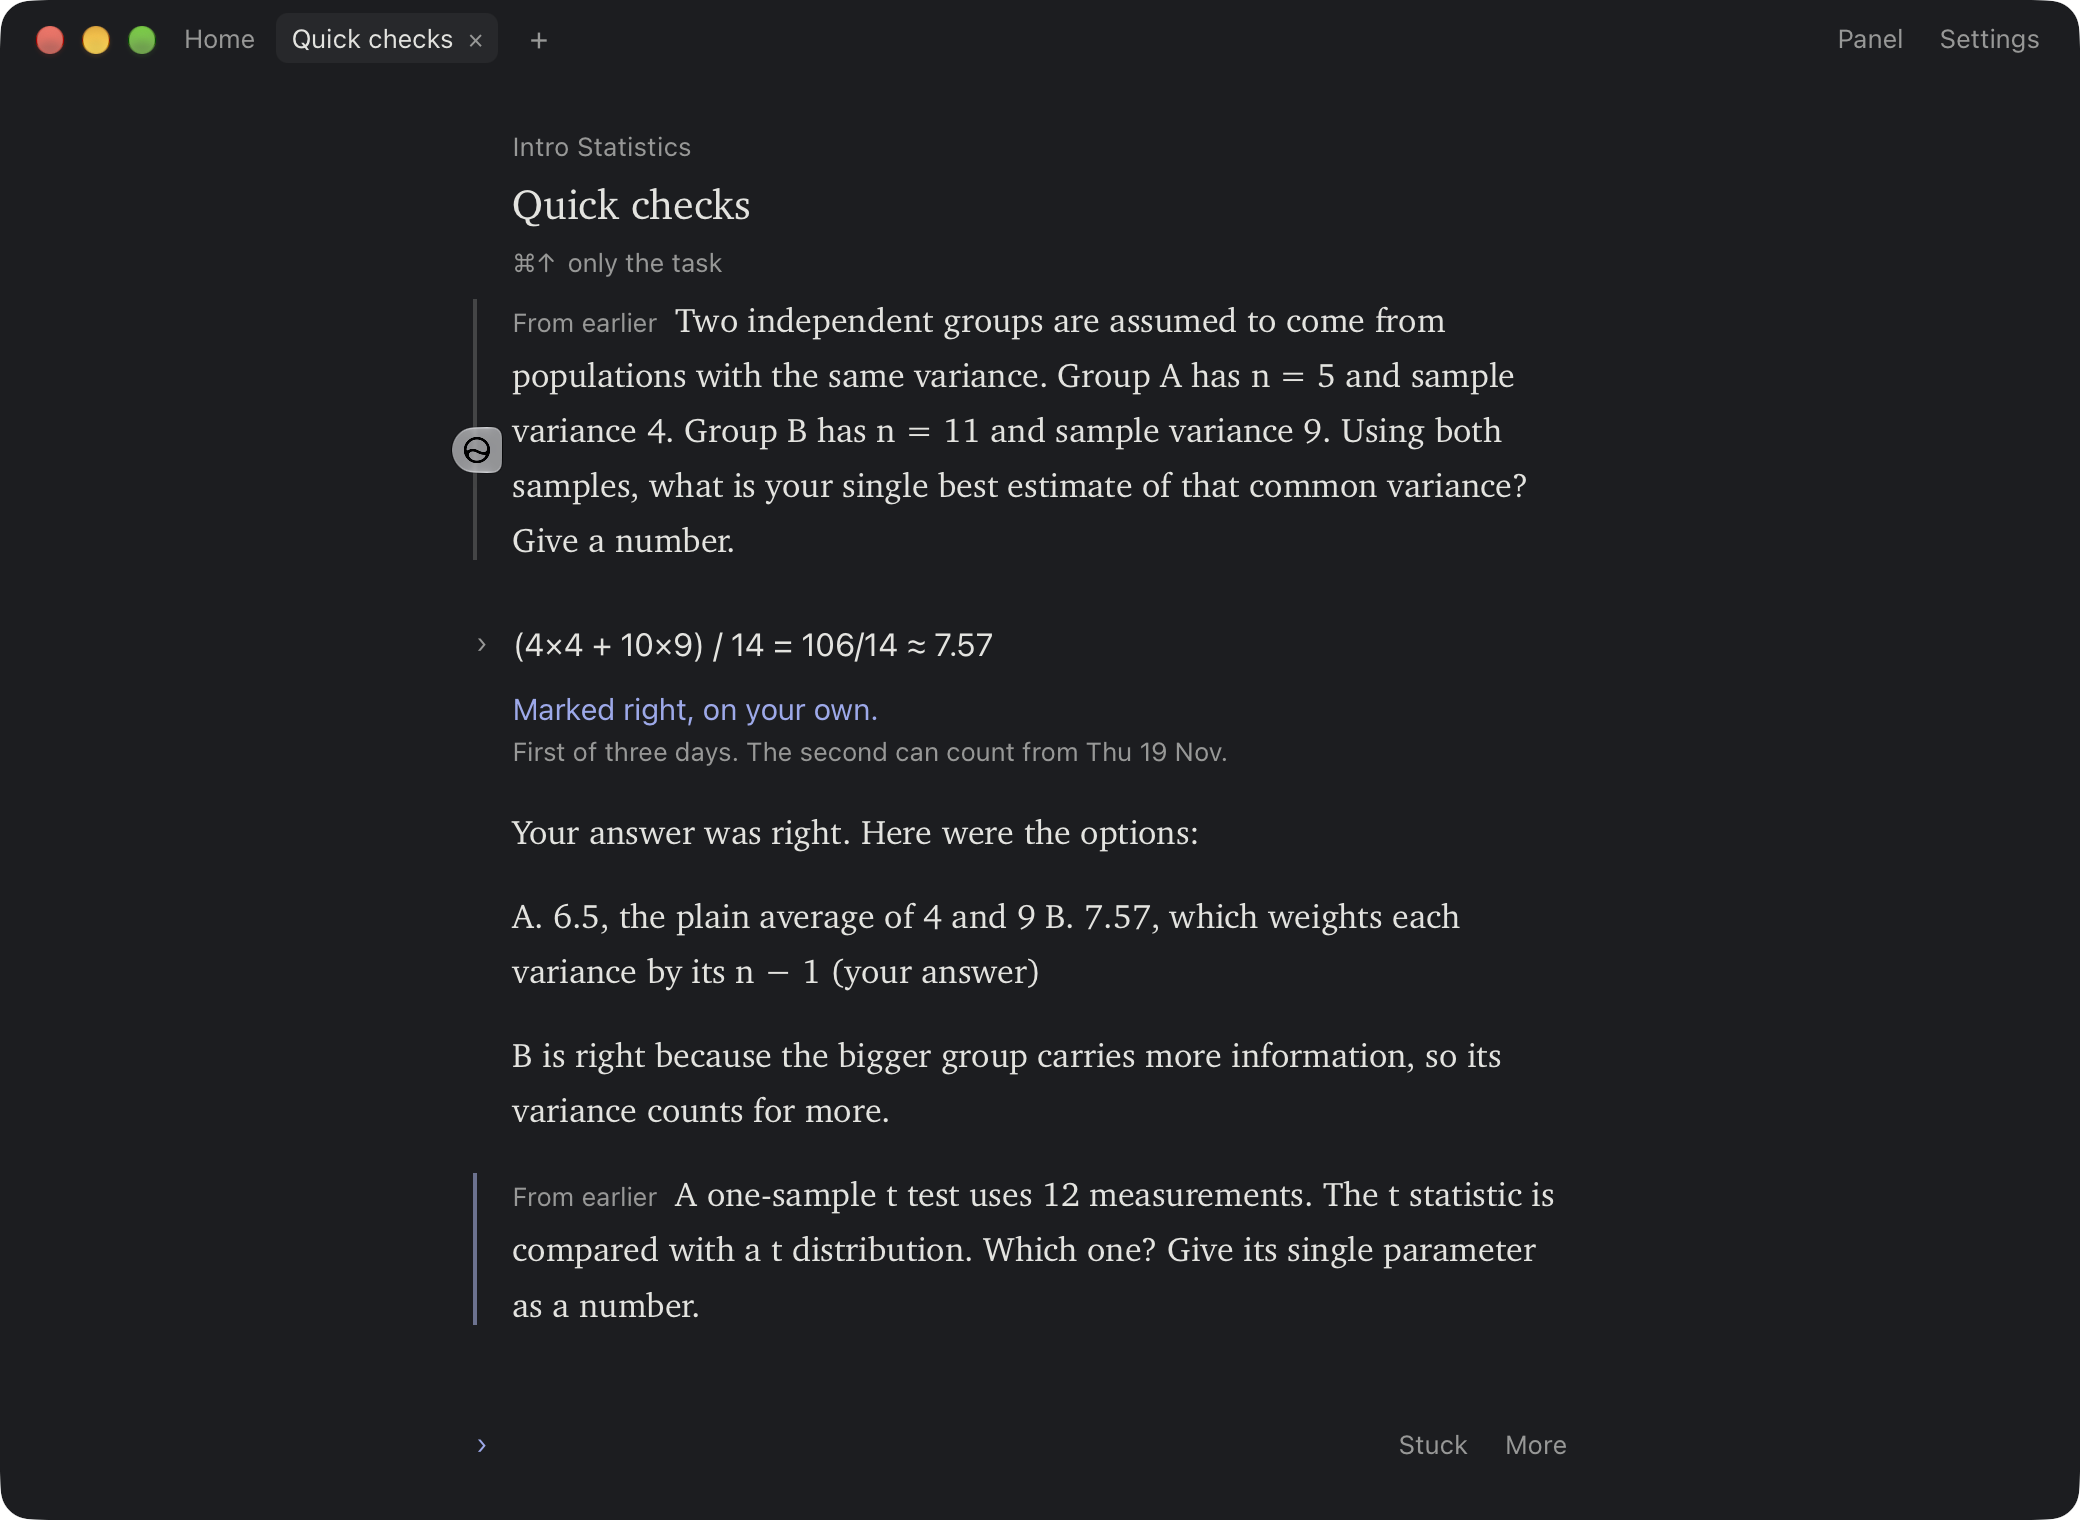 Home
Quick checks ×
+
Panel
Settings
Intro Statistics
Quick checks
⌘↑ only the task
From earlier Two independent groups are assumed to come from
populations with the same variance. Group A has n = 5 and sample
variance 4. Group B has n = 11 and sample variance 9. Using both
samples, what is your single best estimate of that common variance?
Give a number.
› (4×4 + 10×9) / 14 = 106/14 ≈ 7.57
Marked right, on your own.
First of three days. The second can count from Thu 19 Nov.
Your answer was right. Here were the options:
A. 6.5, the plain average of 4 and 9 B. 7.57, which weights each
variance by its n − 1 (your answer)
B is right because the bigger group carries more information, so its
variance counts for more.
From earlier A one-sample t test uses 12 measurements. The t statistic is
compared with a t distribution. Which one? Give its single parameter
as a number.
›
Stuck
More